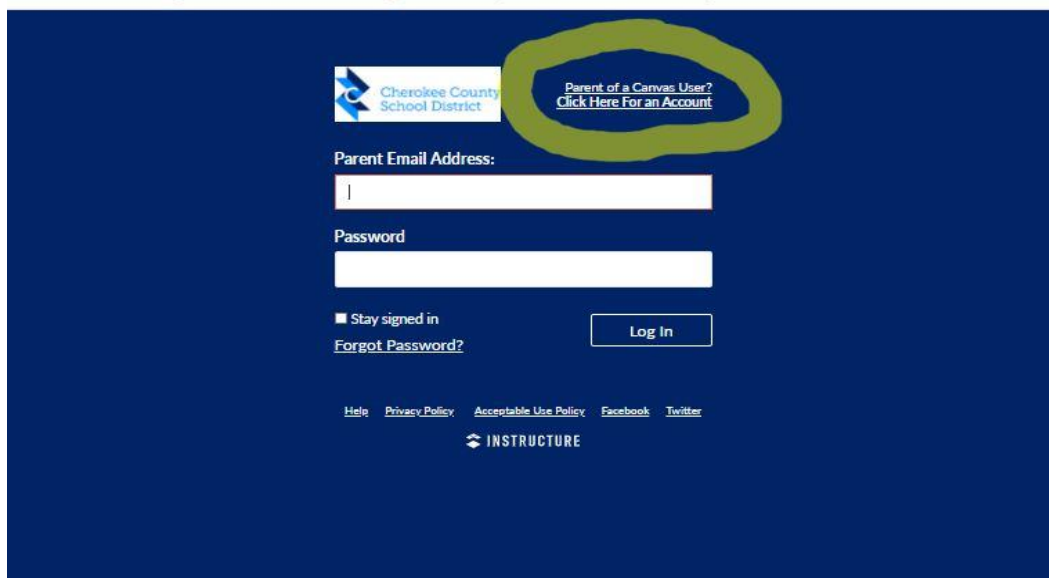 Cherokee County
School District
Parent of a Canvas User?
Click Here For an Account
Parent Email Address:
Password
Stay signed in
Log In
Forgot Password?
Help Privacy Policy Acceptable Use Policy Facebook Twitter
INSTRUCTURE